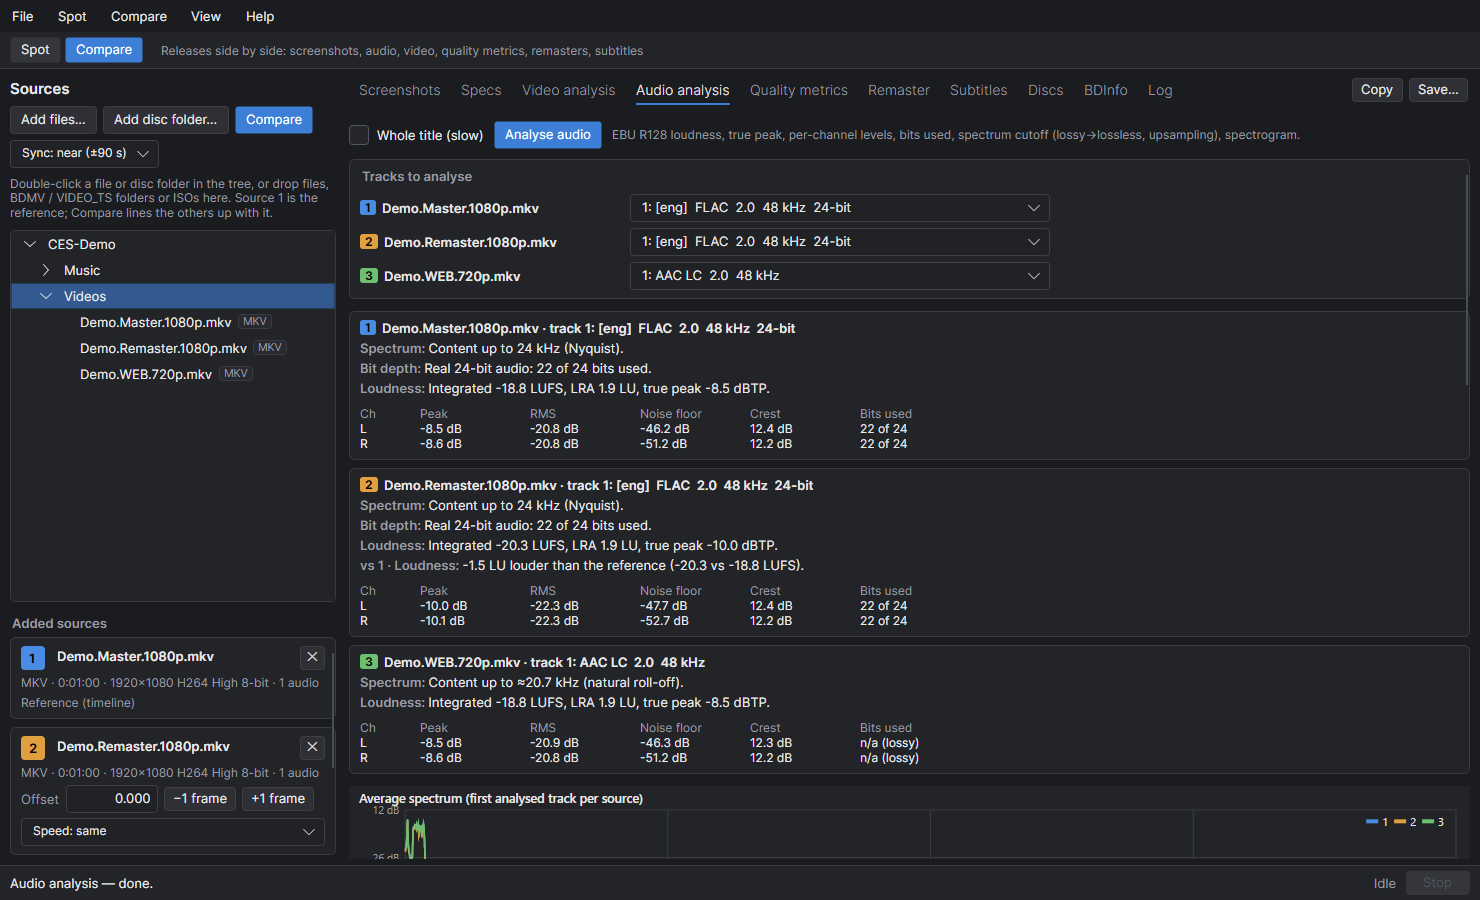 File Spot Compare View Help
Spot Compare Releases side by side: screenshots, audio, video, quality metrics, remasters, subtitles
Sources
Add files... Add disc folder... Compare
Sync: near (±90 s)
Double-click a file or disc folder in the tree, or drop files,
BDMV / VIDEO_TS folders or ISOs here. Source 1 is the
reference; Compare lines the others up with it.
CES-Demo
Music
Videos
Demo.Master.1080p.mkv MKV
Demo.Remaster.1080p.mkv MKV
Demo.WEB.720p.mkv MKV
Added sources
1 Demo.Master.1080p.mkv
MKV · 0:01:00 · 1920×1080 H264 High 8-bit · 1 audio
Reference (timeline)
2 Demo.Remaster.1080p.mkv
MKV · 0:01:00 · 1920×1080 H264 High 8-bit · 1 audio
Offset 0.000 −1 frame +1 frame
Speed: same
Screenshots Specs Video analysis Audio analysis Quality metrics Remaster Subtitles Discs BDInfo Log Copy Save...
Whole title (slow) Analyse audio EBU R128 loudness, true peak, per-channel levels, bits used, spectrum cutoff (lossy→lossless, upsampling), spectrogram.
Tracks to analyse
1 Demo.Master.1080p.mkv 1: [eng] FLAC 2.0 48 kHz 24-bit
2 Demo.Remaster.1080p.mkv 1: [eng] FLAC 2.0 48 kHz 24-bit
3 Demo.WEB.720p.mkv 1: AAC LC 2.0 48 kHz
1 Demo.Master.1080p.mkv · track 1: [eng] FLAC 2.0 48 kHz 24-bit
Spectrum: Content up to 24 kHz (Nyquist).
Bit depth: Real 24-bit audio: 22 of 24 bits used.
Loudness: Integrated -18.8 LUFS, LRA 1.9 LU, true peak -8.5 dBTP.
Ch Peak RMS Noise floor Crest Bits used
L -8.5 dB -20.8 dB -46.2 dB 12.4 dB 22 of 24
R -8.6 dB -20.8 dB -51.2 dB 12.2 dB 22 of 24
2 Demo.Remaster.1080p.mkv · track 1: [eng] FLAC 2.0 48 kHz 24-bit
Spectrum: Content up to 24 kHz (Nyquist).
Bit depth: Real 24-bit audio: 22 of 24 bits used.
Loudness: Integrated -20.3 LUFS, LRA 1.9 LU, true peak -10.0 dBTP.
vs 1 · Loudness: -1.5 LU louder than the reference (-20.3 vs -18.8 LUFS).
Ch Peak RMS Noise floor Crest Bits used
L -10.0 dB -22.3 dB -47.7 dB 12.4 dB 22 of 24
R -10.1 dB -22.3 dB -52.7 dB 12.2 dB 22 of 24
3 Demo.WEB.720p.mkv · track 1: AAC LC 2.0 48 kHz
Spectrum: Content up to ≈20.7 kHz (natural roll-off).
Loudness: Integrated -18.8 LUFS, LRA 1.9 LU, true peak -8.5 dBTP.
Ch Peak RMS Noise floor Crest Bits used
L -8.5 dB -20.9 dB -46.3 dB 12.3 dB n/a (lossy)
R -8.6 dB -20.8 dB -51.2 dB 12.2 dB n/a (lossy)
Average spectrum (first analysed track per source)
12 dB
1 2 3
26 dB
Audio analysis — done. Idle Stop